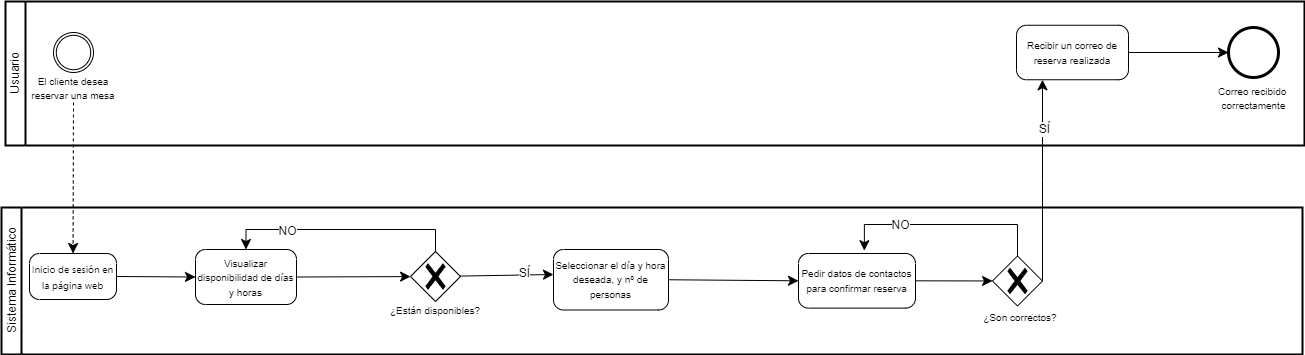 Usuario
El cliente desea
reservar una mesa
Recibir un correo de
reserva realizada
Correo recibido
correctamente
SÍ
Sistema Informático
Inicio de sesión en
la página web
Visualizar
disponibilidad de días
y horas
NO
¿Están disponibles?
SÍ
Seleccionar el día y hora
deseada, y nº de
personas
Pedir datos de contactos
para confirmar reserva
NO
¿Son correctos?